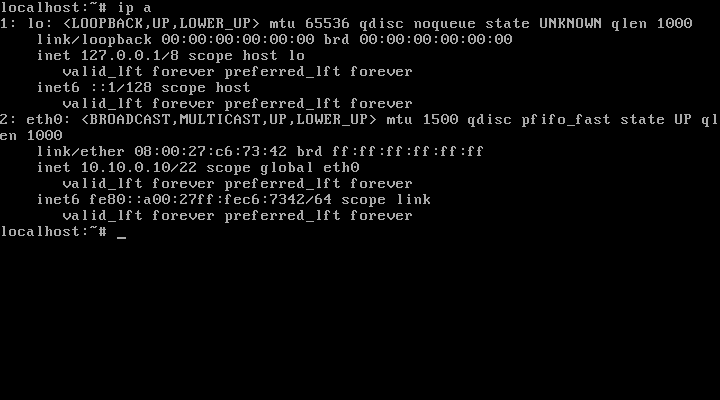 localhost:~# ip a
1: lo: <LOOPBACK,UP,LOWER_UP> mtu 65536 qdisc noqueue state UNKNOWN qlen 1000
    link/loopback 00:00:00:00:00:00 brd 00:00:00:00:00:00
    inet 127.0.0.1/8 scope host lo
       valid_lft forever preferred_lft forever
    inet6 ::1/128 scope host
       valid_lft forever preferred_lft forever
2: eth0: <BROADCAST,MULTICAST,UP,LOWER_UP> mtu 1500 qdisc pfifo_fast state UP ql
en 1000
    link/ether 08:00:27:c6:73:42 brd ff:ff:ff:ff:ff:ff
    inet 10.10.0.10/22 scope global eth0
       valid_lft forever preferred_lft forever
    inet6 fe80::a00:27ff:fec6:7342/64 scope link
       valid_lft forever preferred_lft forever
localhost:~# _